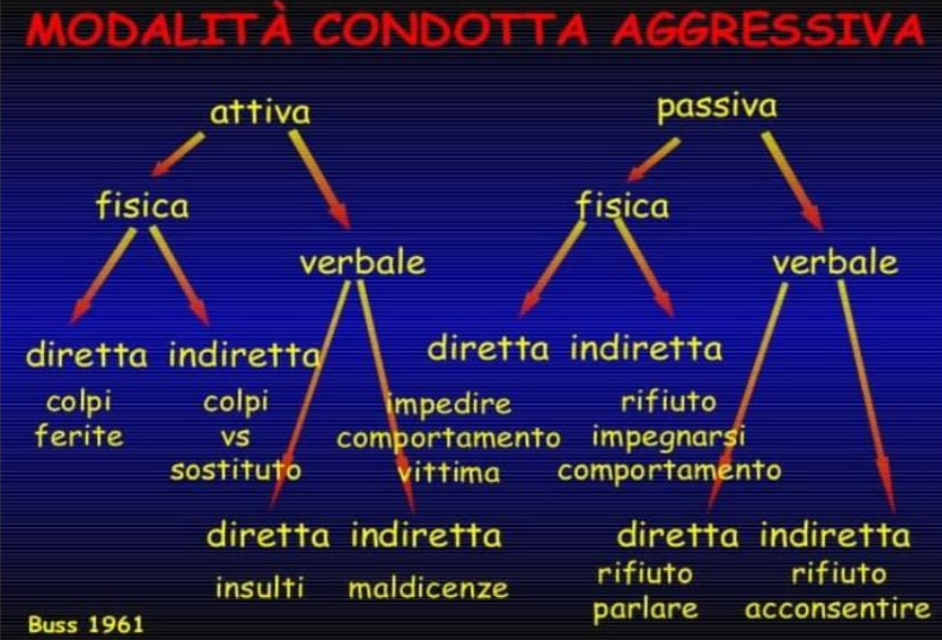 MODALITÀ CONDOTTA AGGRESSIVA
attiva
passiva
fisica
fisica
verbale
verbale
diretta indiretta
diretta indiretta
colpi
ferite
colpi
vs
sostituto
impedire
comportamento
vittima
rifiuto
impegnarsi
comportamento
diretta indiretta
diretta indiretta
insulti
maldicenze
rifiuto
parlare
rifiuto
acconsentire
Buss 1961